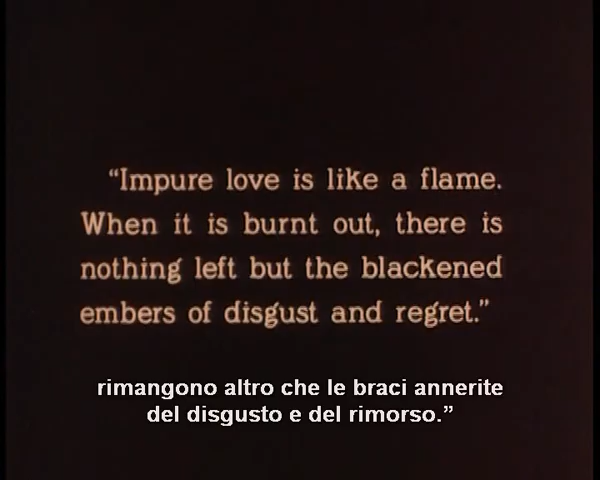 "Impure love is like a flame.
When it is burnt out, there is
nothing left but the blackened
embers of disgust and regret."
rimangono altro che le braci annerite
del disgusto e del rimorso."